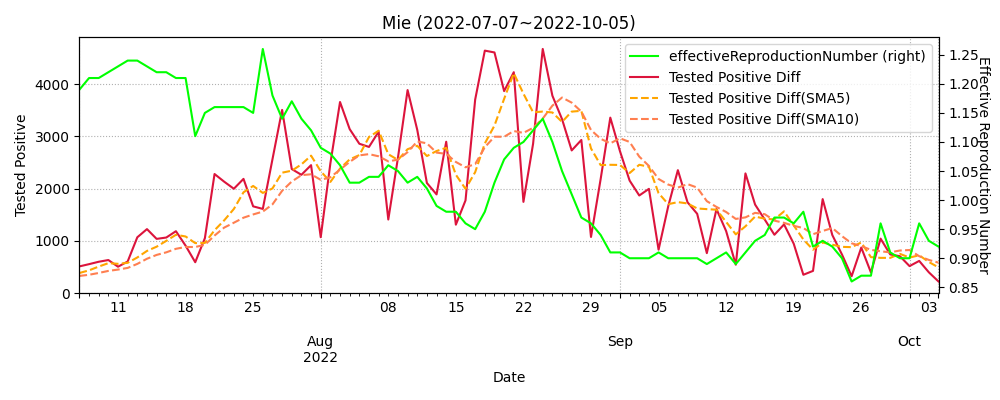 Mie (2022-07-07~2022-10-05)
effectiveReproductionNumber (right)
Tested Positive Diff
Tested Positive Diff(SMA5)
Tested Positive Diff(SMA10)
Tested Positive
4000
3000
2000
1000
0
1.25
1.20
1.15
1.10
1.05
1.00
0.95
0.90
0.85
Effective Reproduction Number
11 18 25 08 15 22 29 05 12 19 26 03
Aug Sep Oct
2022
Date